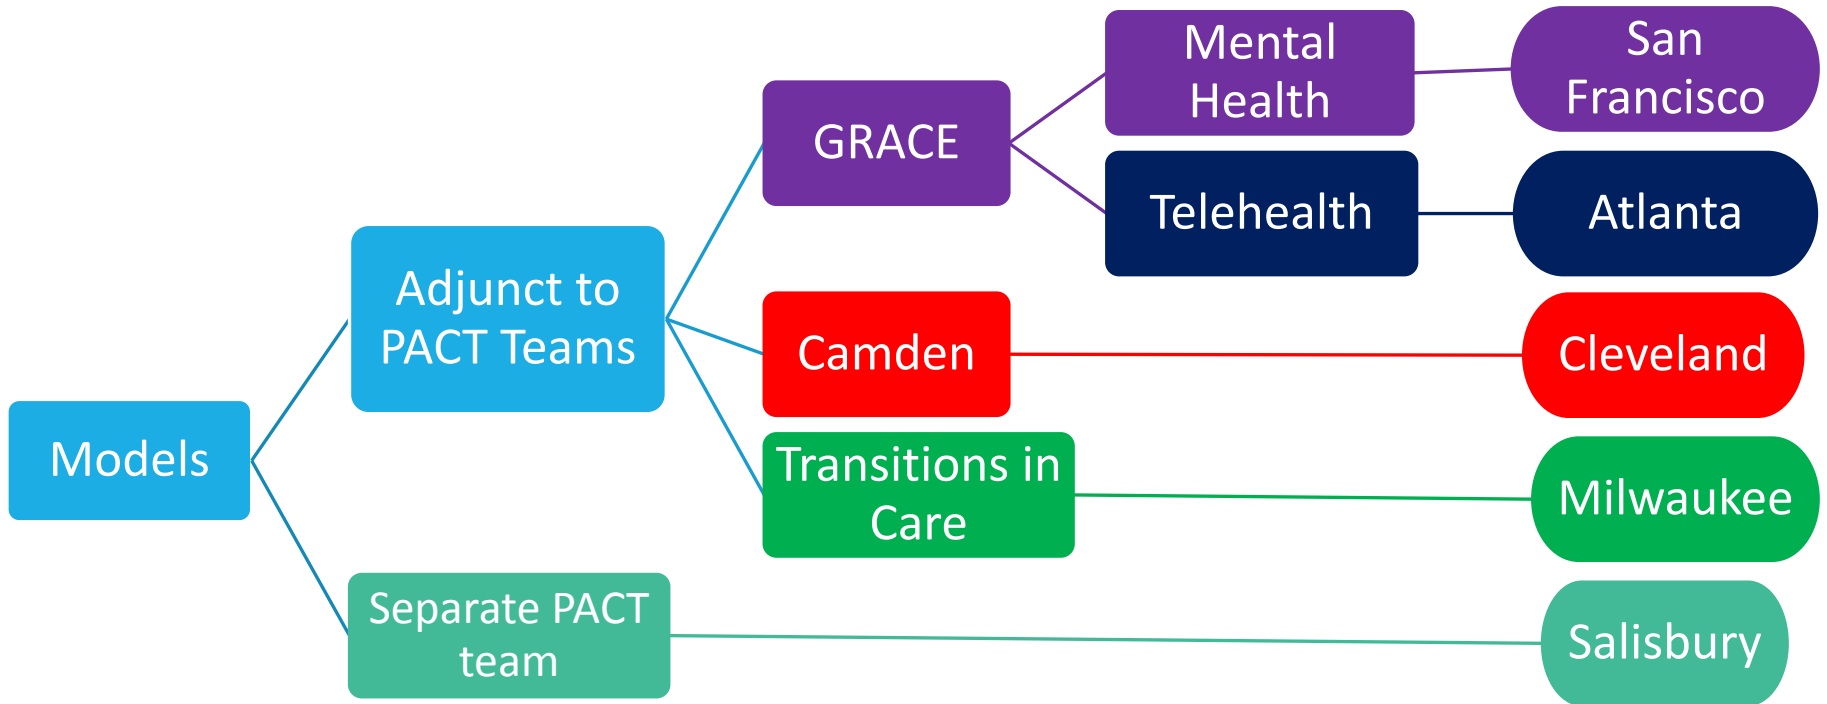 Models
Adjunct to
PACT Teams
GRACE
Mental
Health
San
Francisco
Telehealth
Atlanta
Camden
Cleveland
Transitions in
Care
Milwaukee
Separate PACT
team
Salisbury